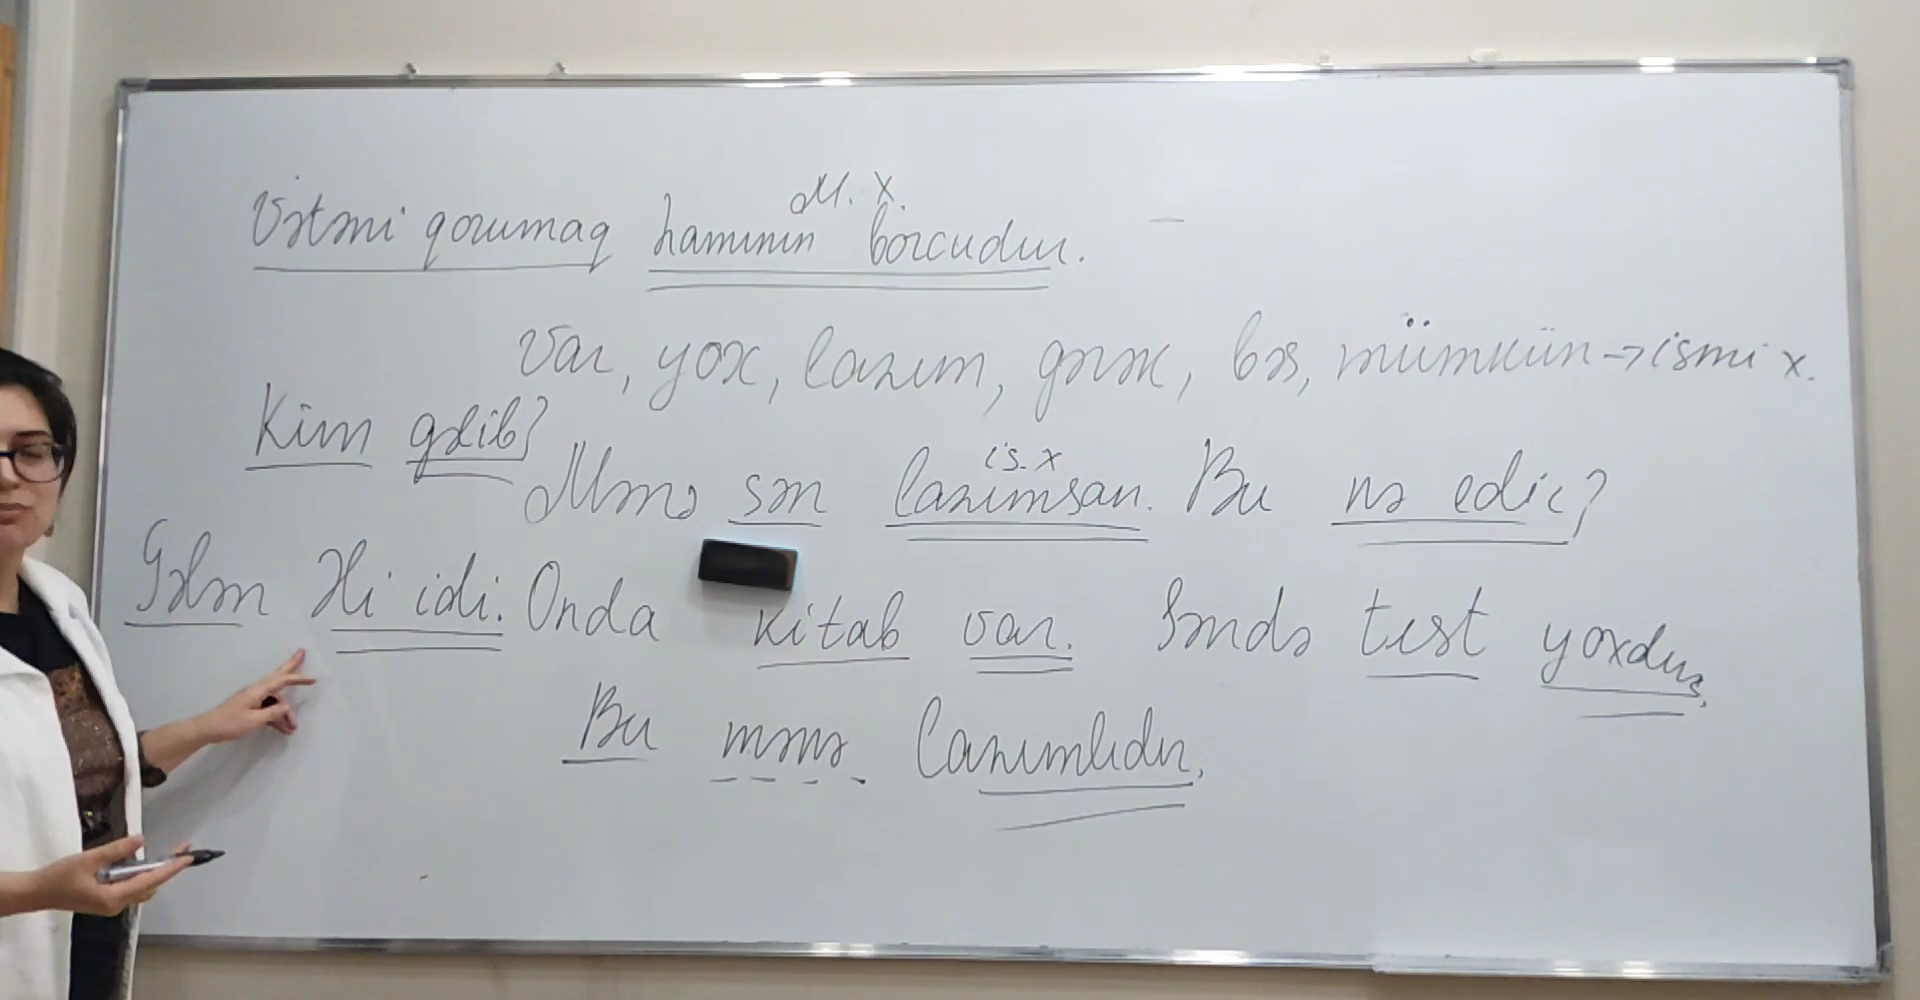 M. X.
Vətəni qorumaq hamının borcudur.
Var, yox, lazım, gərək, bəs, mümkün → ismi x.
Kim gəlib?
is. x
Mənə sən lazımsan. Bu nə edir?
Gələn Əli idi. Onda kitab var. Səndə test yoxdur.
Bu mənə lazımlıdır.